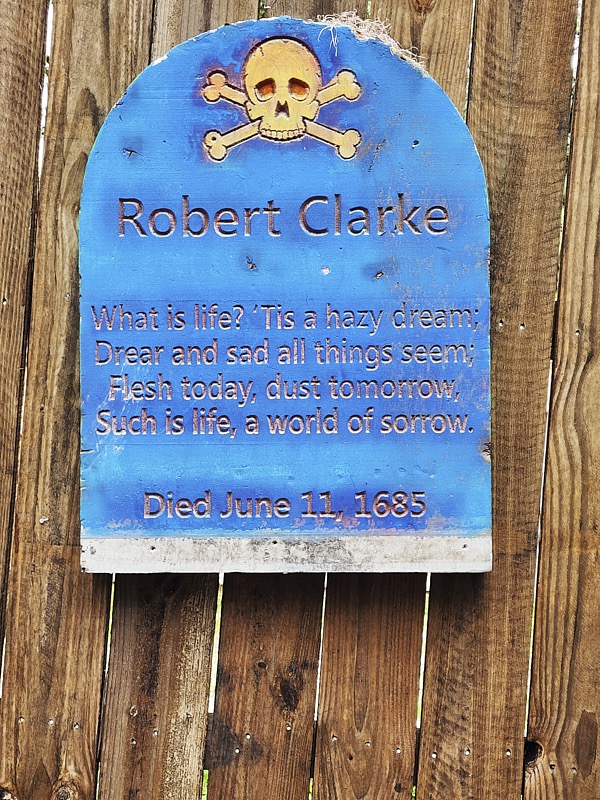 Robert Clarke
What is life? ‘Tis a hazy dream;
Drear and sad all things seem;
Flesh today, dust tomorrow,
Such is life, a world of sorrow.
Died June 11, 1685